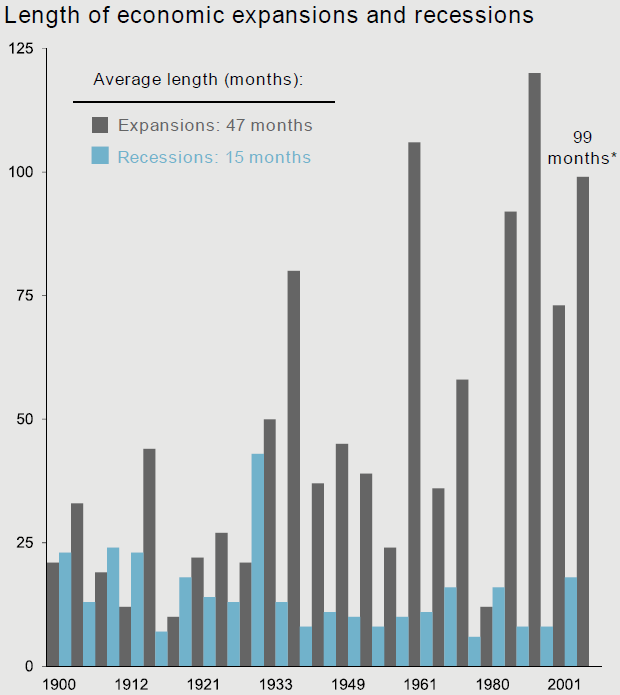 Length of economic expansions and recessions
125
Average length (months):
Expansions: 47 months
Recessions: 15 months
99
months*
100
75
50
25
0
1900 1912 1921 1933 1949 1961 1980 2001